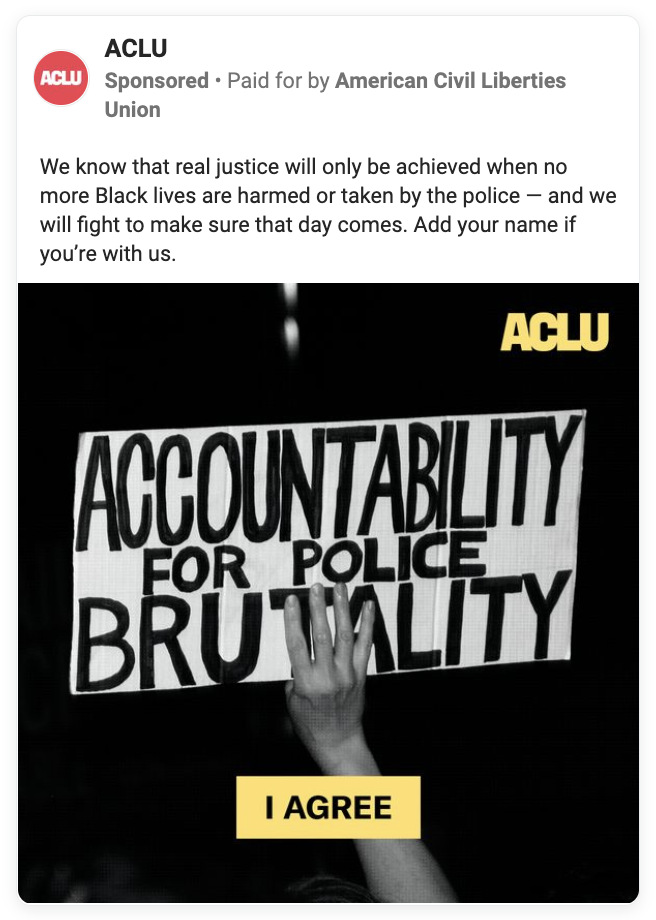 ACLU
ACLU
Sponsored • Paid for by American Civil Liberties
Union
We know that real justice will only be achieved when no
more Black lives are harmed or taken by the police — and we
will fight to make sure that day comes. Add your name if
you’re with us.
ACLU
ACCOUNTABILITY
FOR POLICE
BRUTALITY
I AGREE